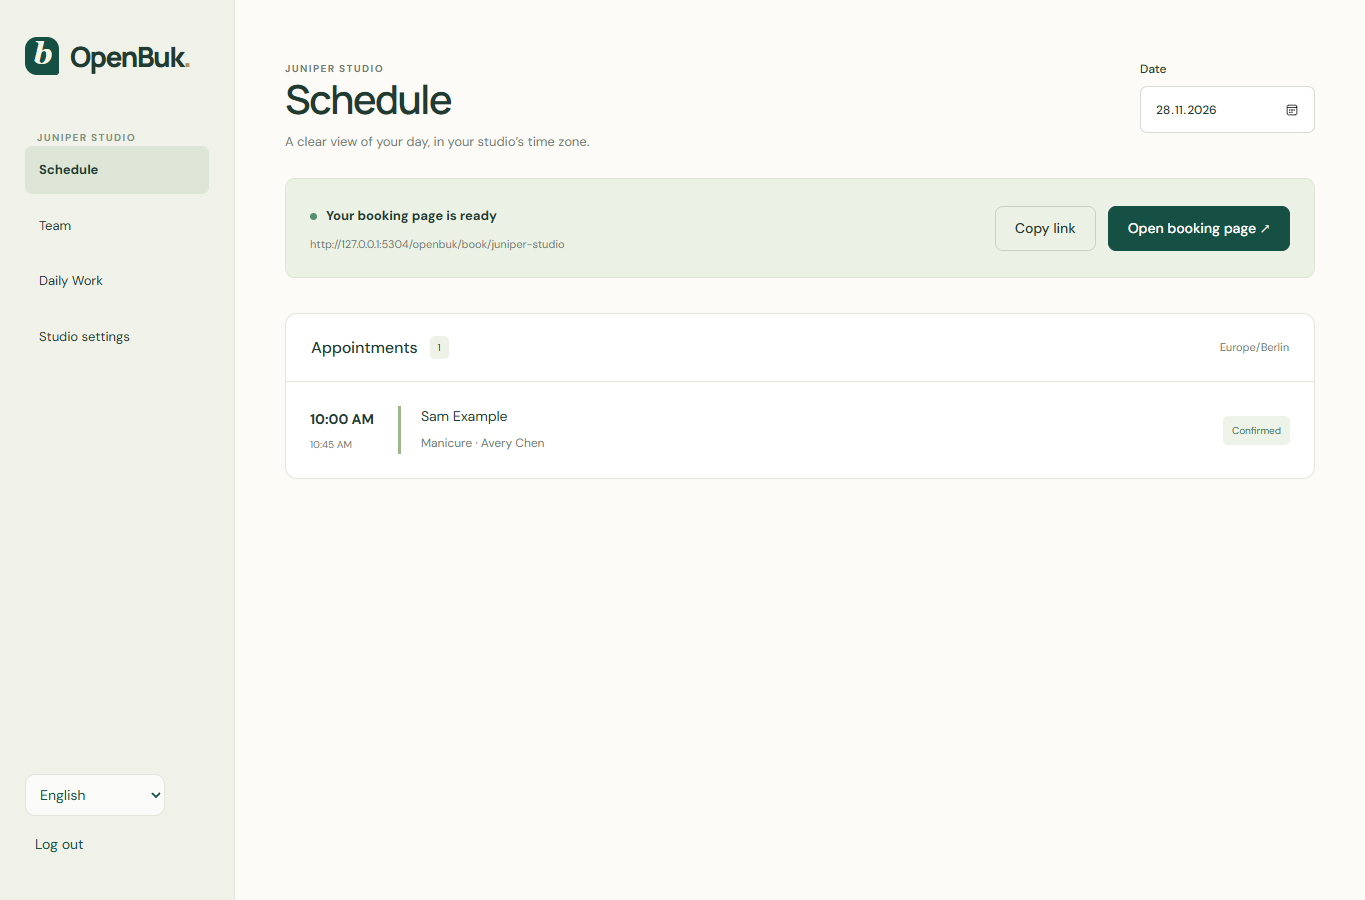 b OpenBuk.
JUNIPER STUDIO
Schedule
Team
Daily Work
Studio settings
English
Log out
JUNIPER STUDIO
Schedule
A clear view of your day, in your studio’s time zone.
Date
28.11.2026
Your booking page is ready
http://127.0.0.1:5304/openbuk/book/juniper-studio
Copy link
Open booking page ↗
Appointments 1
Europe/Berlin
10:00 AM
10:45 AM
Sam Example
Manicure · Avery Chen
Confirmed